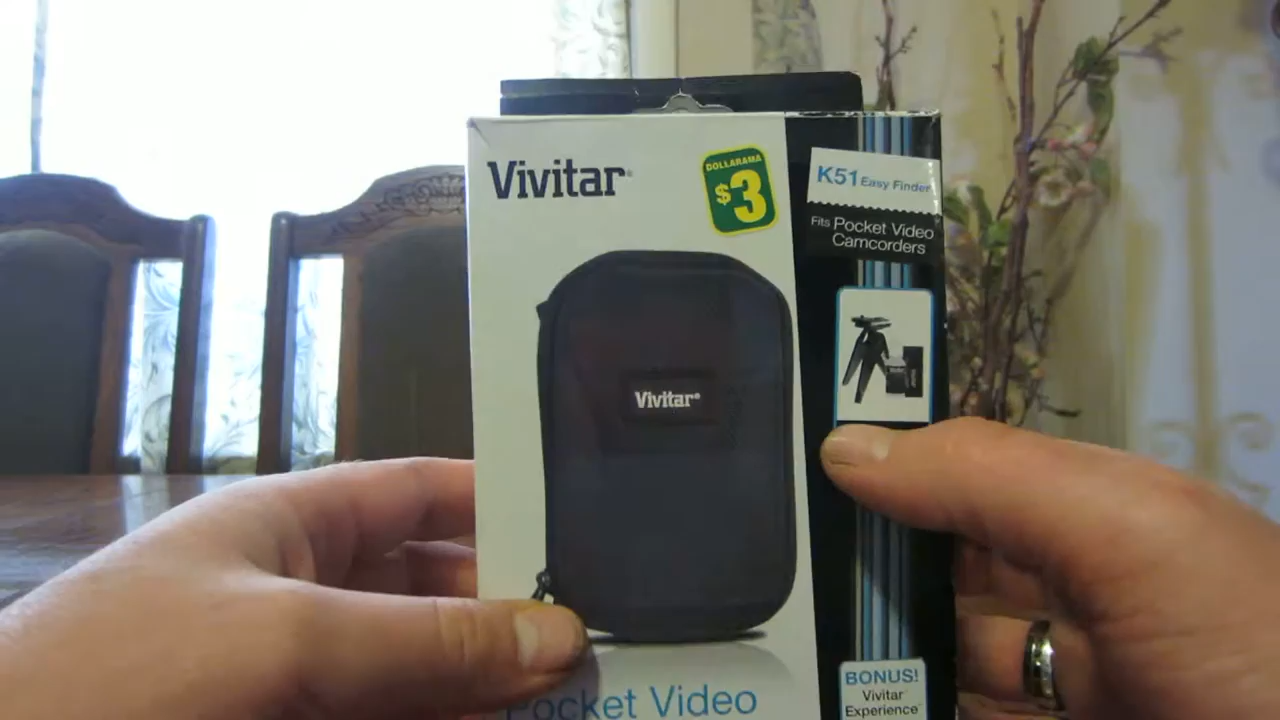 Vivitar®
DOLLARAMA
$3
K51 Easy Finder
Fits Pocket Video
Camcorders
Vivitar®
BONUS!
Vivitar
Experience
Pocket Video